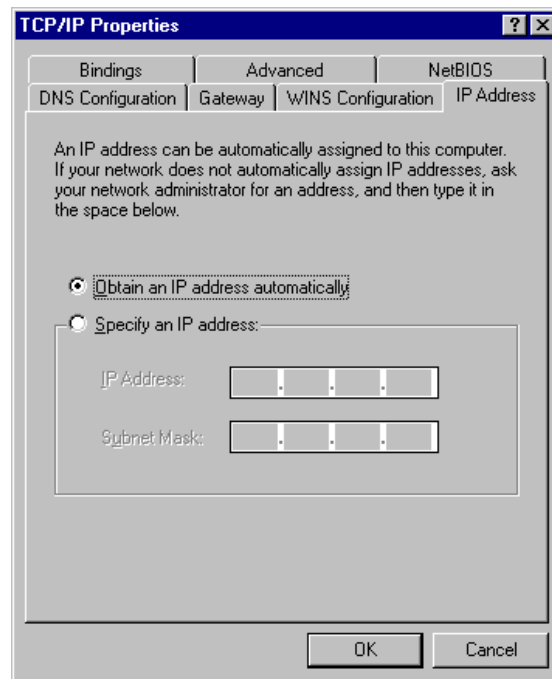 TCP/IP Properties
Bindings
Advanced
NetBIOS
DNS Configuration
Gateway
WINS Configuration
IP Address
An IP address can be automatically assigned to this computer.
If your network does not automatically assign IP addresses, ask
your network administrator for an address, and then type it in
the space below.
Obtain an IP address automatically
Specify an IP address:
IP Address:
Subnet Mask:
OK
Cancel